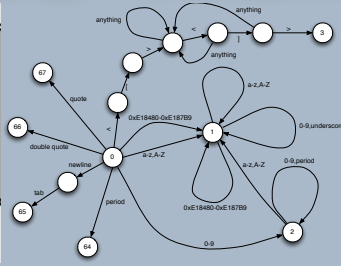 anything
anything
<
>
3
>
anything
]
67
[
quote
a-z,A-Z
<
66
0xE18480-0xE187B9
1
0-9,underscore
double quote
0
a-z,A-Z
newline
0-9,period
a-z,A-Z
tab
period
0xE18480-0xE187B9
65
2
64
0-9